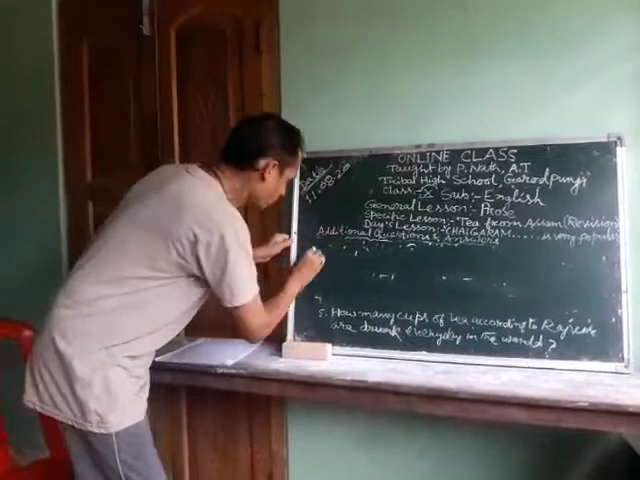 Date
11.08.20
ONLINE CLASS
Taught by P. Nath, A.T
Tribal High School, Garod Punji
Class:- X Sub:- English
General Lesson:- Prose
Specific Lesson:- Tea from Assam (Revision)
Day's Lesson:- "CHAIGARAM..... is very popular
Additional Questions & Answers
5. How many cups of tea according to Rajvir
are drunk everyday in the world?